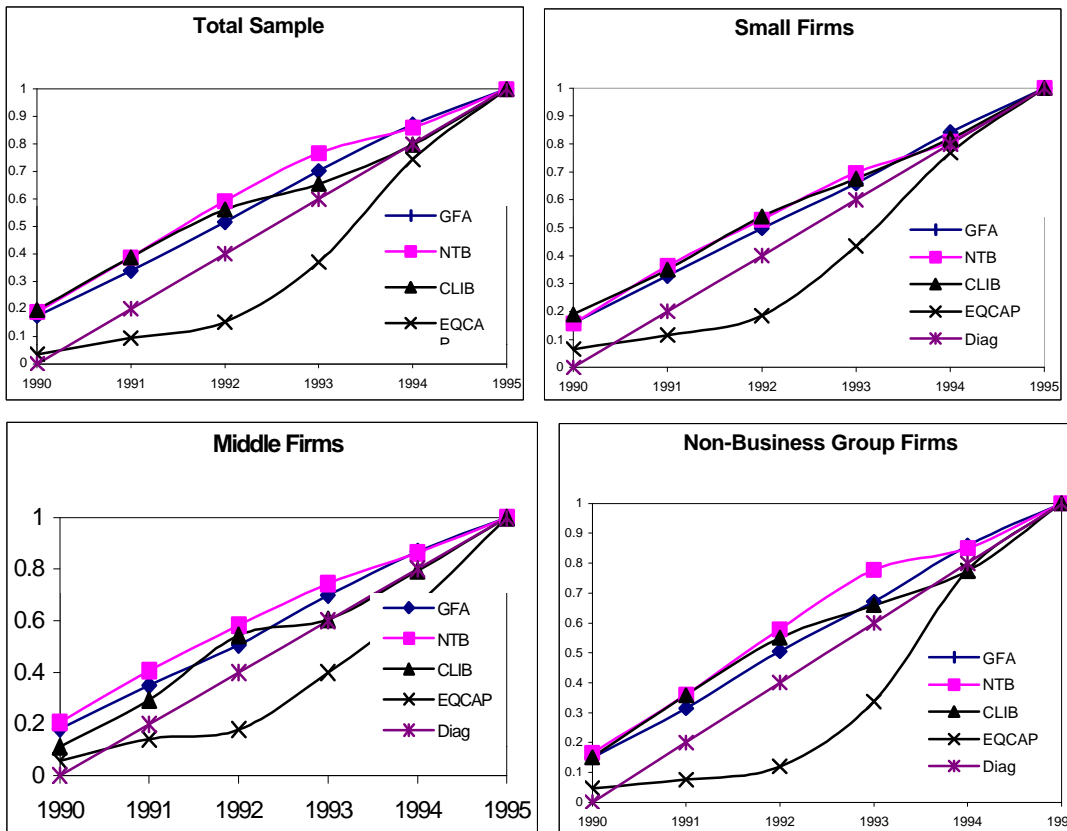 Total Sample
1
0.9
0.8
0.7
0.6
0.5
0.4
0.3
0.2
0.1
0
1990 1991 1992 1993 1994 1995
GFA
NTB
CLIB
EQCA
Small Firms
1
0.9
0.8
0.7
0.6
0.5
0.4
0.3
0.2
0.1
0
1990 1991 1992 1993 1994 1995
GFA
NTB
CLIB
EQCAP
Diag
Middle Firms
1
0.8
0.6
0.4
0.2
0
1990 1991 1992 1993 1994 1995
GFA
NTB
CLIB
EQCAP
Diag
Non-Business Group Firms
1
0.9
0.8
0.7
0.6
0.5
0.4
0.3
0.2
0.1
0
1990 1991 1992 1993 1994 199
GFA
NTB
CLIB
EQCAP
Diag